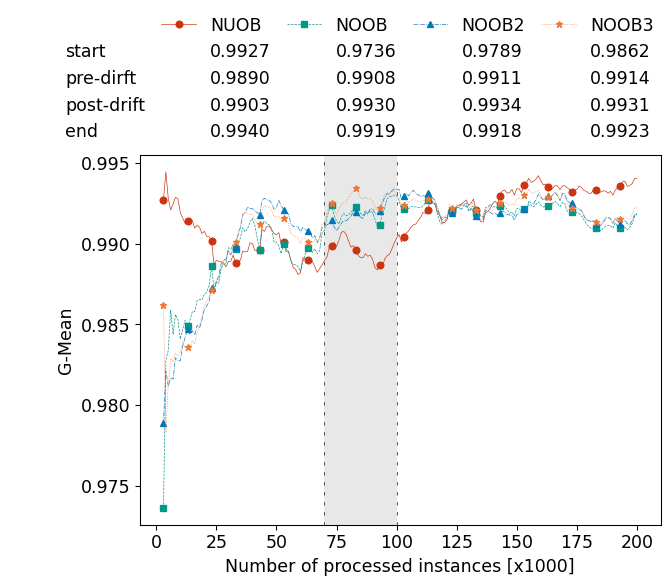 NUOB NOOB NOOB2 NOOB3
start 0.9927 0.9736 0.9789 0.9862
pre-dirft 0.9890 0.9908 0.9911 0.9914
post-drift 0.9903 0.9930 0.9934 0.9931
end 0.9940 0.9919 0.9918 0.9923
0.995
0.990
0.985
0.980
0.975
G-Mean
0 25 50 75 100 125 150 175 200
Number of processed instances [x1000]